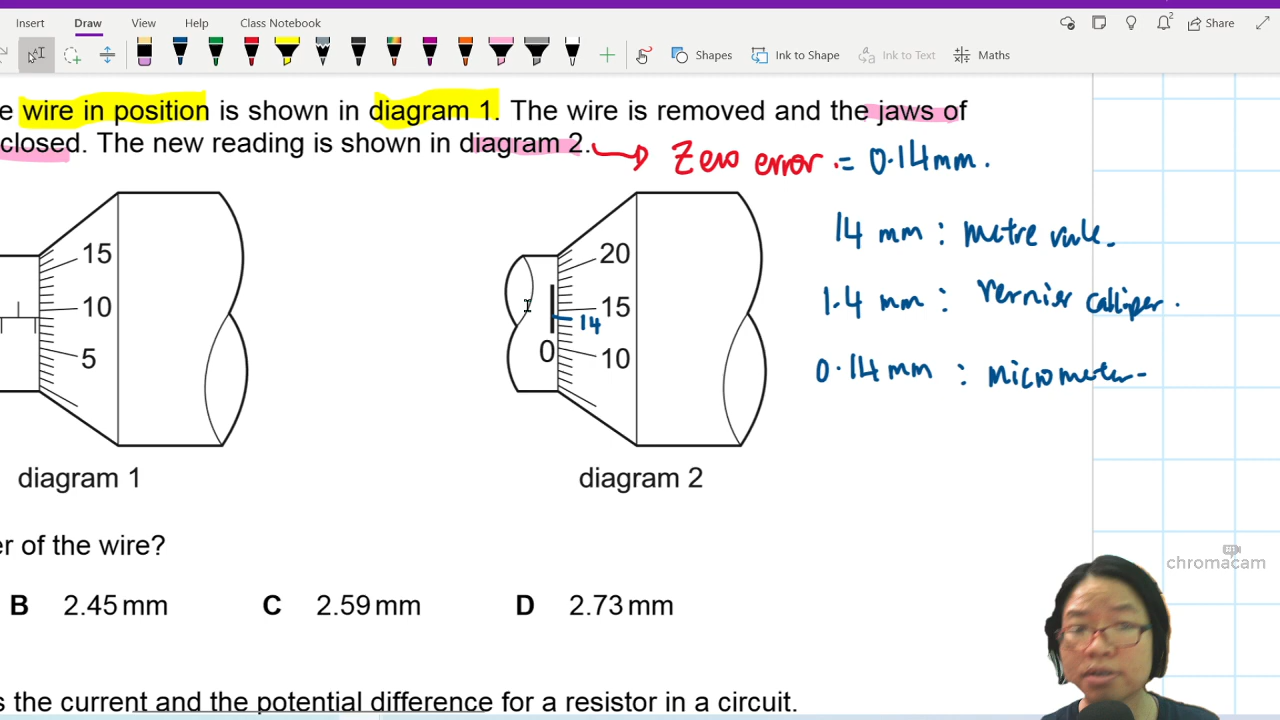 Insert Draw View Help Class Notebook
Share
Shapes Ink to Shape Ink to Text Maths
e wire in position is shown in diagram 1. The wire is removed and the jaws of
closed. The new reading is shown in diagram 2.
Zero error = 0.14mm.
14 mm : metre rule.
1.4 mm : Vernier calliper.
0.14mm : micrometer
15
10
5
20
15
14
0
10
diagram 1
diagram 2
er of the wire?
chromacam
B 2.45 mm C 2.59 mm D 2.73 mm
s the current and the potential difference for a resistor in a circuit.